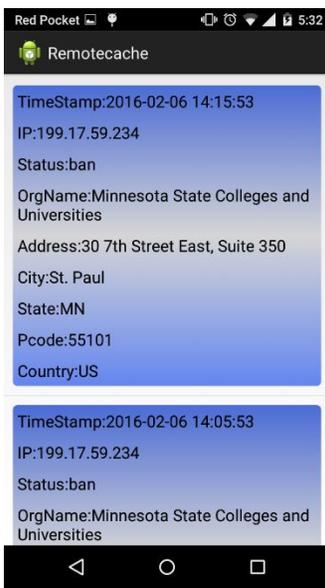 Red Pocket
5:32
Remotecache
TimeStamp:2016-02-06 14:15:53
IP:199.17.59.234
Status:ban
OrgName:Minnesota State Colleges and
Universities
Address:30 7th Street East, Suite 350
City:St. Paul
State:MN
Pcode:55101
Country:US
TimeStamp:2016-02-06 14:05:53
IP:199.17.59.234
Status:ban
OrgName:Minnesota State Colleges and
Universities